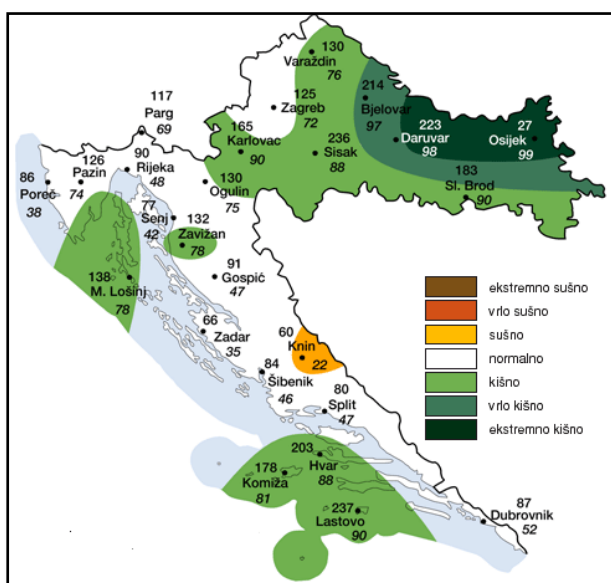 130
Varaždin
76
125
Zagreb
72
214
Bjelovar
97
223
Daruvar
98
27
Osijek
99
117
Parg
69
165
Karlovac
90
236
Sisak
88
183
Sl. Brod
90
126
Pazin
74
90
Rijeka
48
86
Poreč
38
130
Ogulin
75
77
Senj
42
132
Zavižan
78
91
Gospić
47
138
M. Lošinj
78
66
Zadar
35
60
Knin
22
84
Šibenik
46
80
Split
47
203
Hvar
88
178
Komiža
81
237
Lastovo
90
87
Dubrovnik
52
ekstremno sušno
vrlo sušno
sušno
normalno
kišno
vrlo kišno
ekstremno kišno